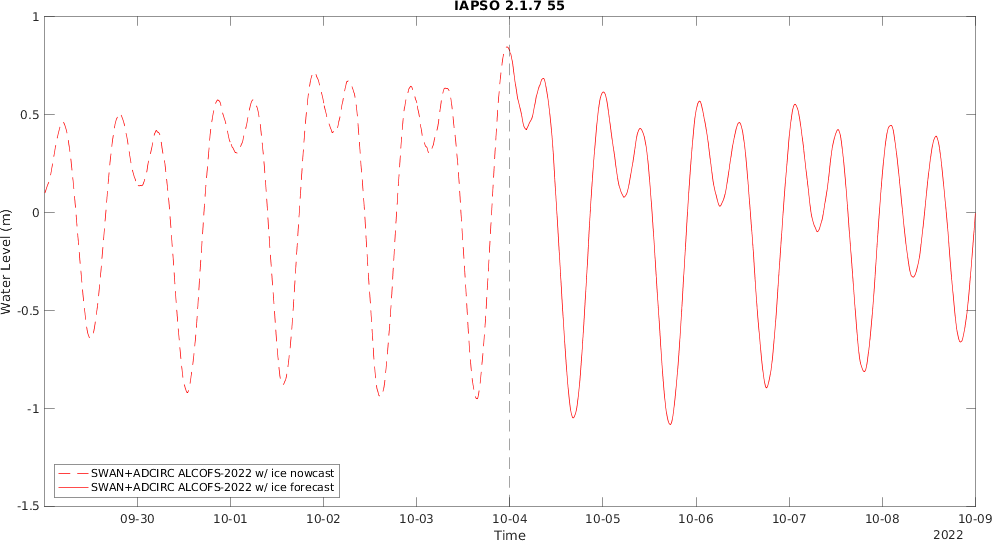 IAPSO 2.1.7 55
1
0.5
0
-0.5
-1
-1.5
Water Level (m)
SWAN+ADCIRC ALCOFS-2022 w/ ice nowcast
SWAN+ADCIRC ALCOFS-2022 w/ ice forecast
09-30 10-01 10-02 10-03 10-04 10-05 10-06 10-07 10-08 10-09
Time
2022